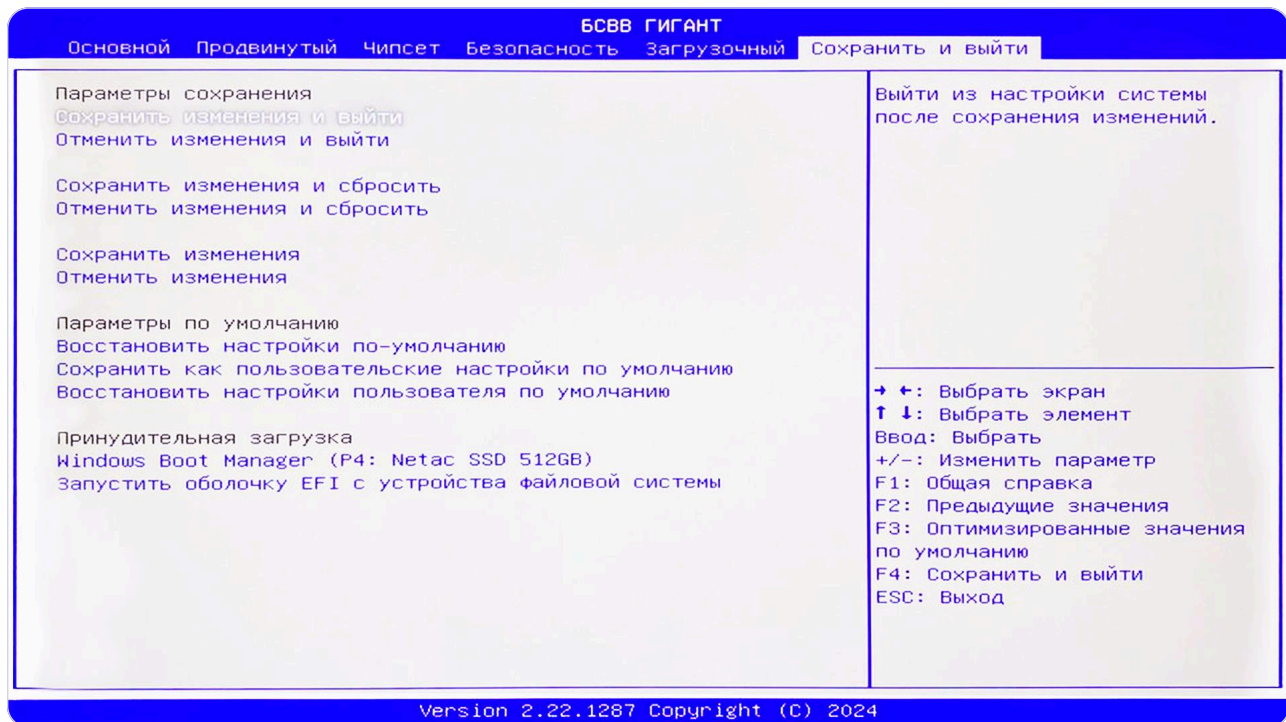 БСВВ ГИГАНТ
Основной Продвинутый Чипсет Безопасность Загрузочный Сохранить и выйти
Параметры сохранения
Сохранить изменения и выйти
Отменить изменения и выйти
Сохранить изменения и сбросить
Отменить изменения и сбросить
Сохранить изменения
Отменить изменения
Параметры по умолчанию
Восстановить настройки по-умолчанию
Сохранить как пользовательские настройки по умолчанию
Восстановить настройки пользователя по умолчанию
Принудительная загрузка
Windows Boot Manager (P4: Netac SSD 512GB)
Запустить оболочку EFI с устройства файловой системы
Выйти из настройки системы
после сохранения изменений.
→ ←: Выбрать экран
↑ ↓: Выбрать элемент
Ввод: Выбрать
+/-: Изменить параметр
F1: Общая справка
F2: Предыдущие значения
F3: Оптимизированные значения
по умолчанию
F4: Сохранить и выйти
ESC: Выход
Version 2.22.1287 Copyright (C) 2024